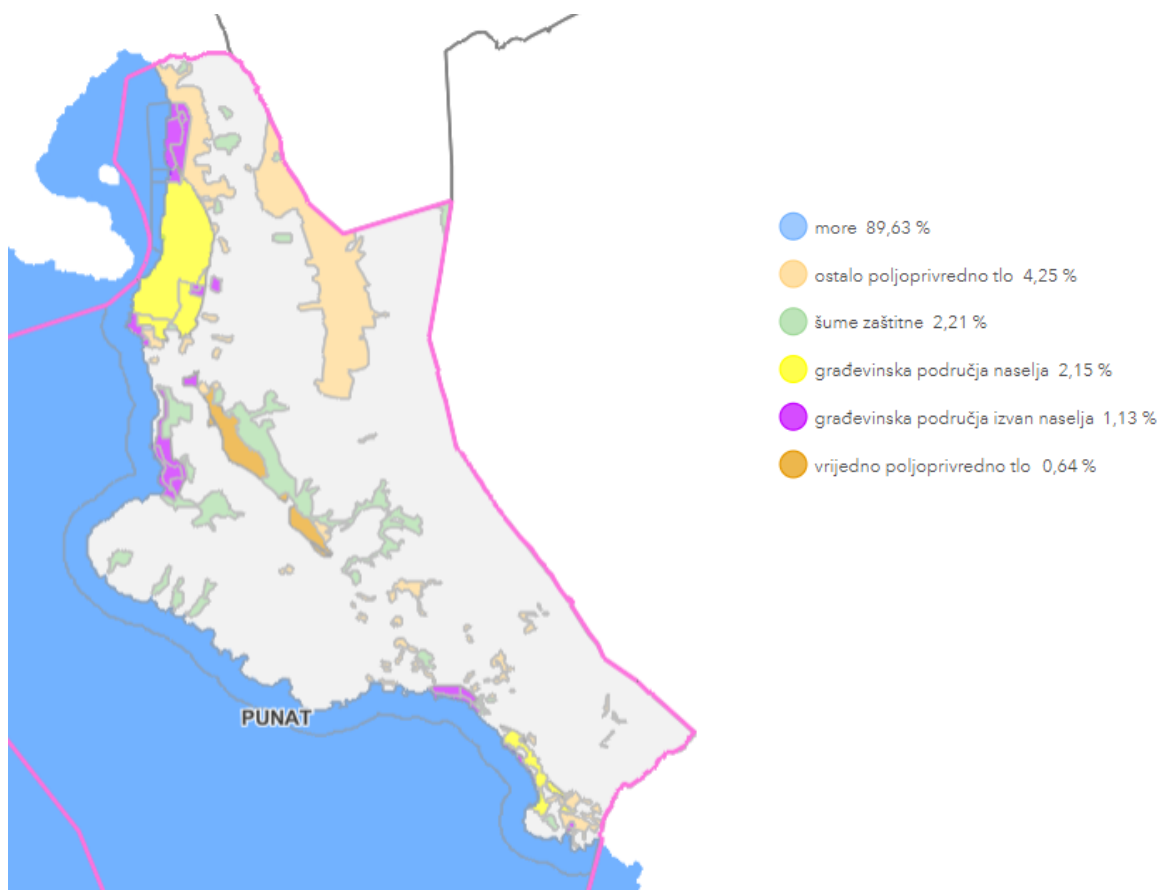 PUNAT
more 89,63 %
ostalo poljoprivredno tlo 4,25 %
šume zaštitne 2,21 %
građevinska područja naselja 2,15 %
građevinska područja izvan naselja 1,13 %
vrijedno poljoprivredno tlo 0,64 %